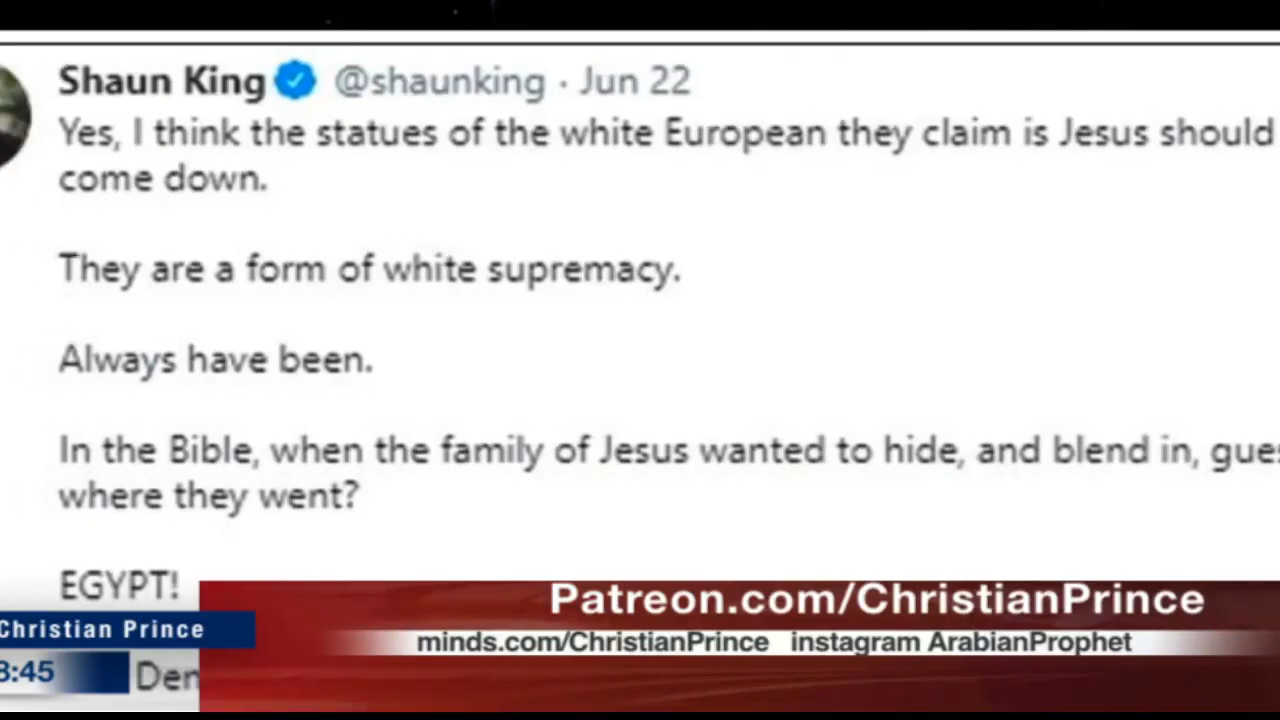 Shaun King @shaunking · Jun 22
Yes, I think the statues of the white European they claim is Jesus should
come down.
They are a form of white supremacy.
Always have been.
In the Bible, when the family of Jesus wanted to hide, and blend in,
where they went?
EGYPT!
Patreon.com/ChristianPrince
Christian Prince
minds.com/ChristianPrince instagram ArabianProphet
8:45